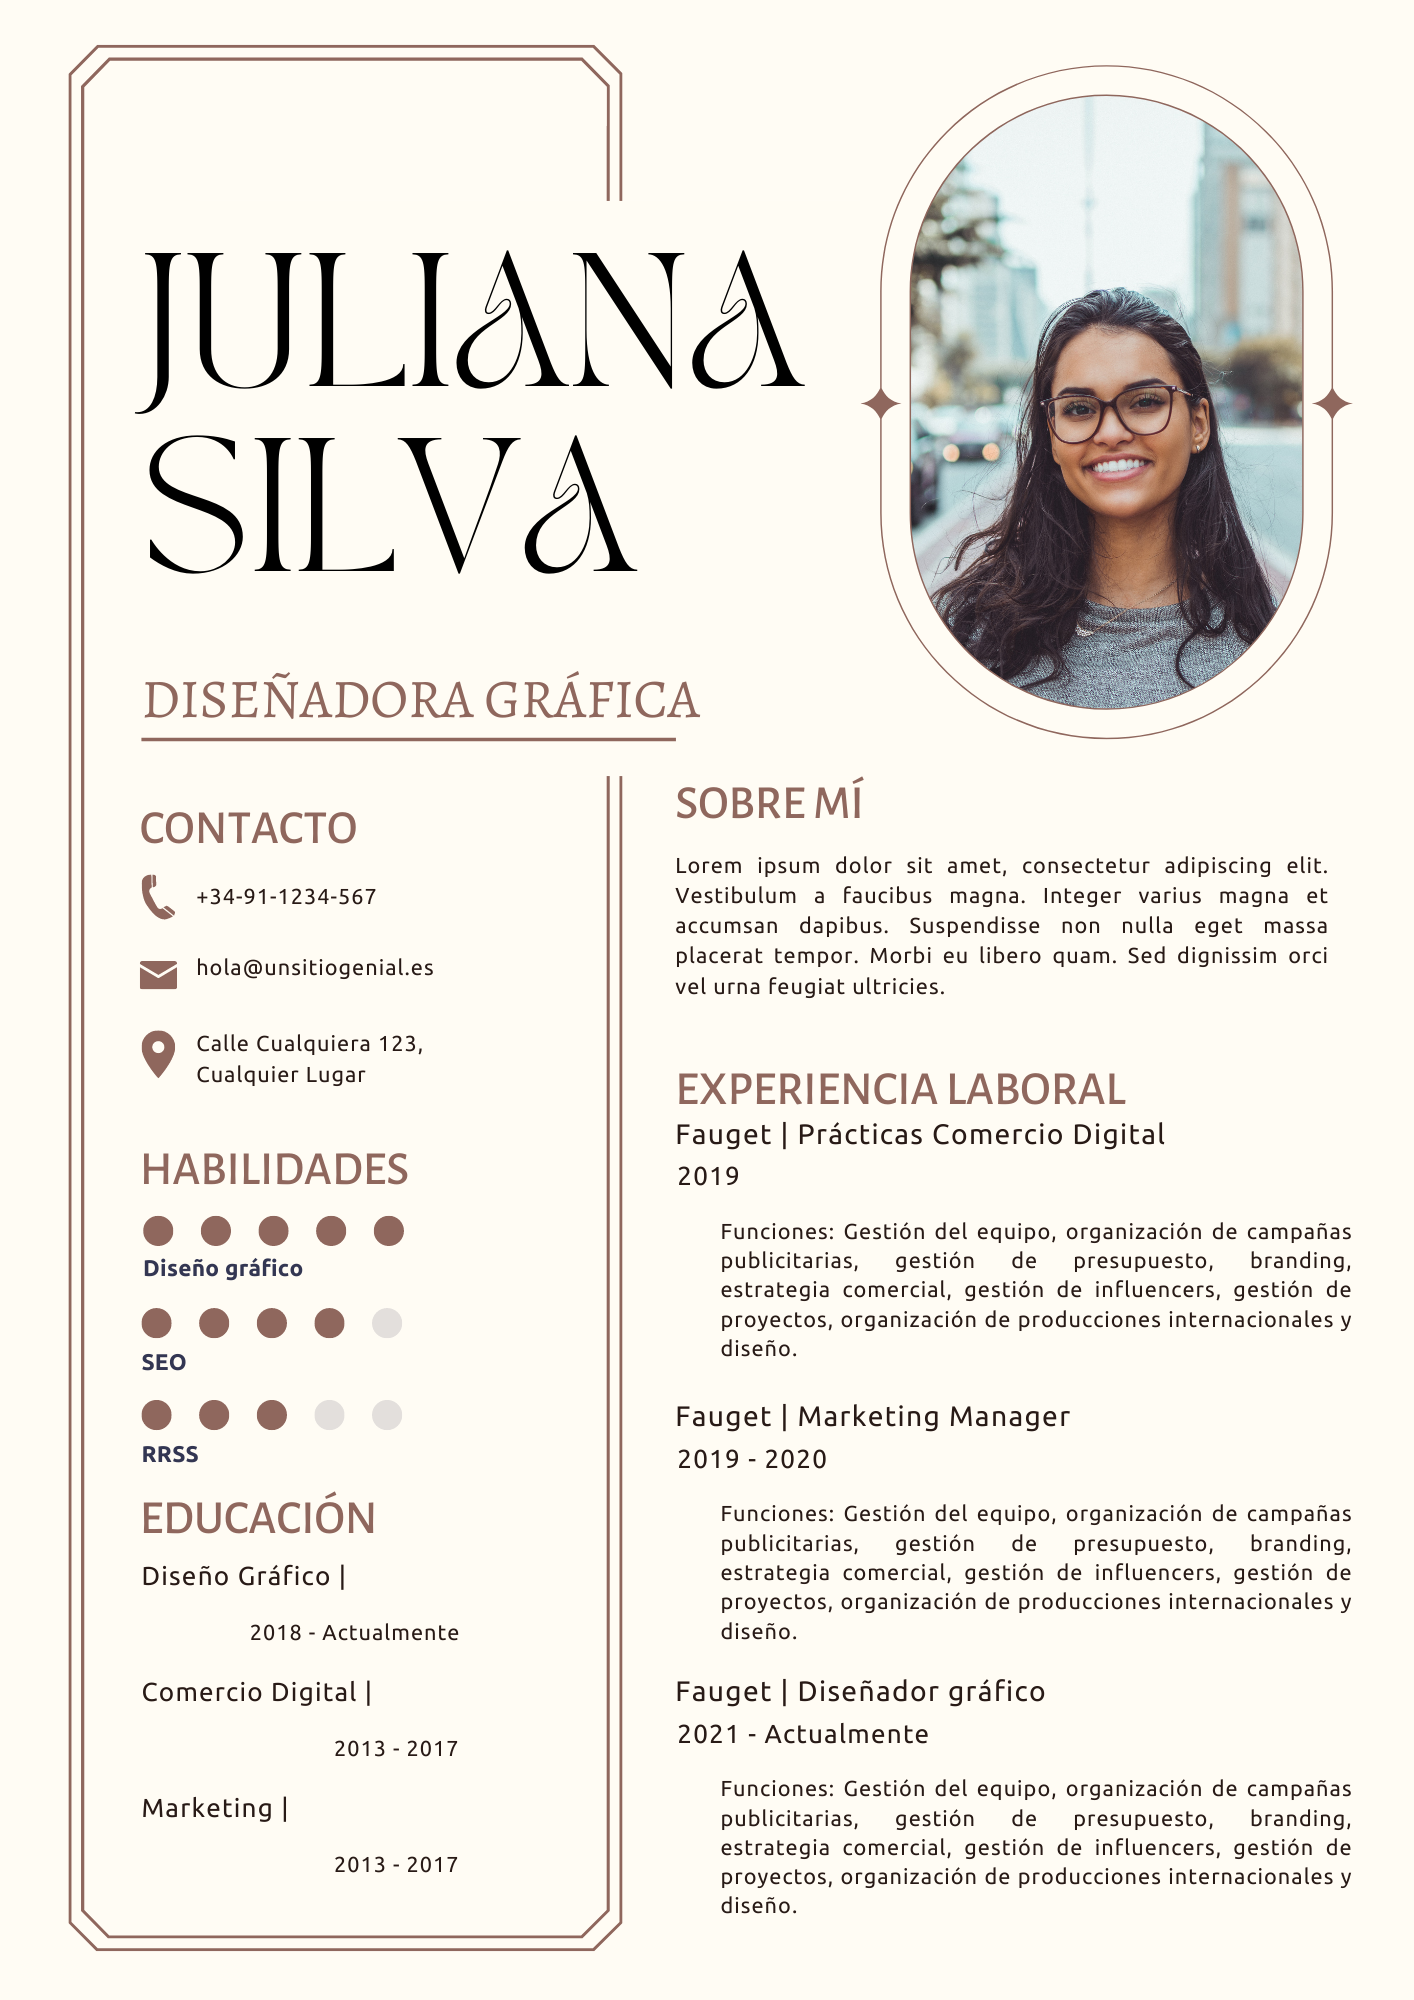 JULIANA
SILVA
DISEÑADORA GRÁFICA
CONTACTO
+34-91-1234-567
hola@unsitiogenial.es
Calle Cualquiera 123,
Cualquier Lugar
HABILIDADES
Diseño gráfico
SEO
RRSS
EDUCACIÓN
Diseño Gráfico |
2018 - Actualmente
Comercio Digital |
2013 - 2017
Marketing |
2013 - 2017
SOBRE MÍ
Lorem ipsum dolor sit amet, consectetur adipiscing elit.
Vestibulum a faucibus magna. Integer varius magna et
accumsan dapibus. Suspendisse non nulla eget massa
placerat tempor. Morbi eu libero quam. Sed dignissim orci
vel urna feugiat ultricies.
EXPERIENCIA LABORAL
Fauget | Prácticas Comercio Digital
2019
Funciones: Gestión del equipo, organización de campañas
publicitarias, gestión de presupuesto, branding,
estrategia comercial, gestión de influencers, gestión de
proyectos, organización de producciones internacionales y
diseño.
Fauget | Marketing Manager
2019 - 2020
Funciones: Gestión del equipo, organización de campañas
publicitarias, gestión de presupuesto, branding,
estrategia comercial, gestión de influencers, gestión de
proyectos, organización de producciones internacionales y
diseño.
Fauget | Diseñador gráfico
2021 - Actualmente
Funciones: Gestión del equipo, organización de campañas
publicitarias, gestión de presupuesto, branding,
estrategia comercial, gestión de influencers, gestión de
proyectos, organización de producciones internacionales y
diseño.